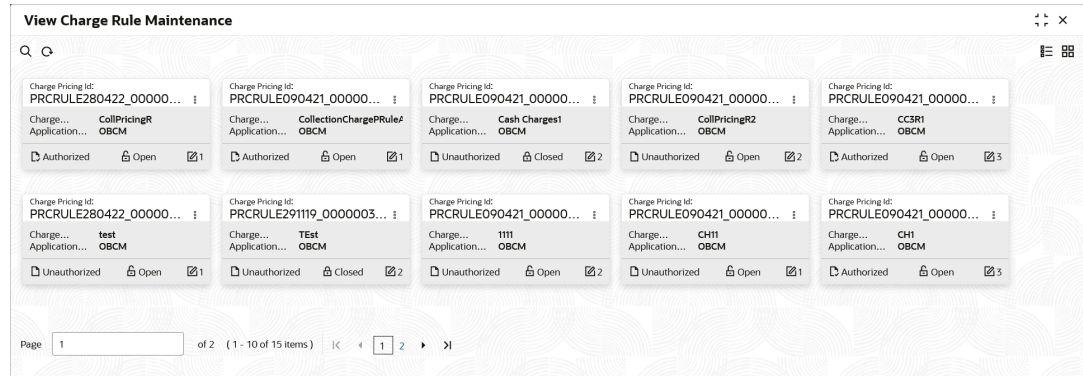 View Charge Rule Maintenance
Charge Pricing Id: Charge Pricing Id: Charge Pricing Id: Charge Pricing Id: Charge Pricing Id:
PRCRULE280422_00000... PRCRULE090421_00000... PRCRULE090421_00000... PRCRULE090421_00000... PRCRULE090421_00000...
Charge... CollPricingR Charge... CollectionChargePRuleA Charge... Cash Charges1 Charge... CollPricingR2 Charge... CC3R1
Application... OBCM Application... OBCM Application... OBCM Application... OBCM Application... OBCM
Authorized Open 1 Authorized Open 1 Unauthorized Closed 2 Unauthorized Open 2 Authorized Open 3
Charge Pricing Id: Charge Pricing Id: Charge Pricing Id: Charge Pricing Id: Charge Pricing Id:
PRCRULE280422_00000... PRCRULE291119_0000003... PRCRULE090421_00000... PRCRULE090421_00000... PRCRULE090421_00000...
Charge... test Charge... TEst Charge... 1111 Charge... CH11 Charge... CH1
Application... OBCM Application... OBCM Application... OBCM Application... OBCM Application... OBCM
Unauthorized Open 1 Unauthorized Closed 2 Unauthorized Open 2 Unauthorized Open 1 Authorized Open 3
Page 1 of 2 ( 1 - 10 of 15 items ) 1 2